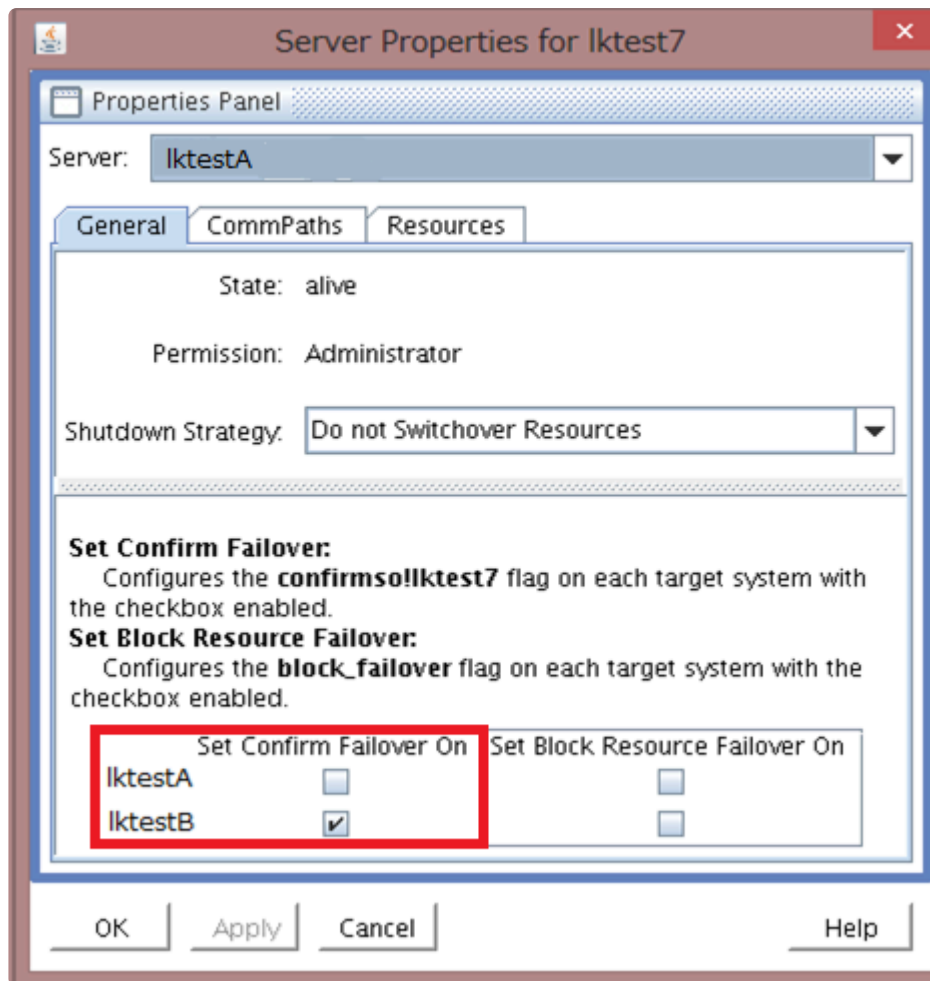 Server Properties for lktest7
Properties Panel
Server: lktestA
General CommPaths Resources
State: alive
Permission: Administrator
Shutdown Strategy: Do not Switchover Resources
Set Confirm Failover:
Configures the confirmso!lktest7 flag on each target system with
the checkbox enabled.
Set Block Resource Failover:
Configures the block_failover flag on each target system with the
checkbox enabled.
Set Confirm Failover On Set Block Resource Failover On
lktestA
lktestB
OK Apply Cancel Help